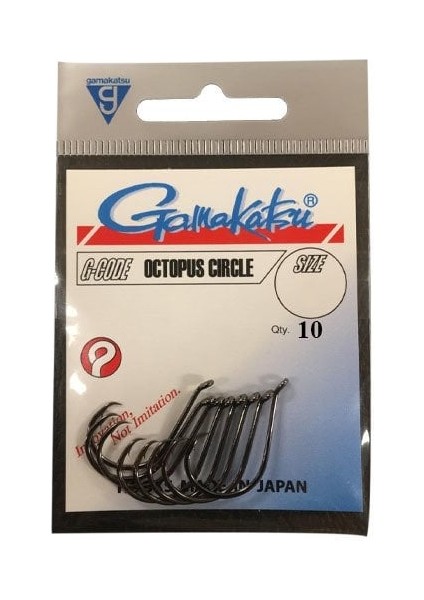 gamakatsu
Gamakatsu®
G-CODE OCTOPUS CIRCLE SIZE
Qty. 10
Innovation,
Not Imitation.
MADE IN JAPAN